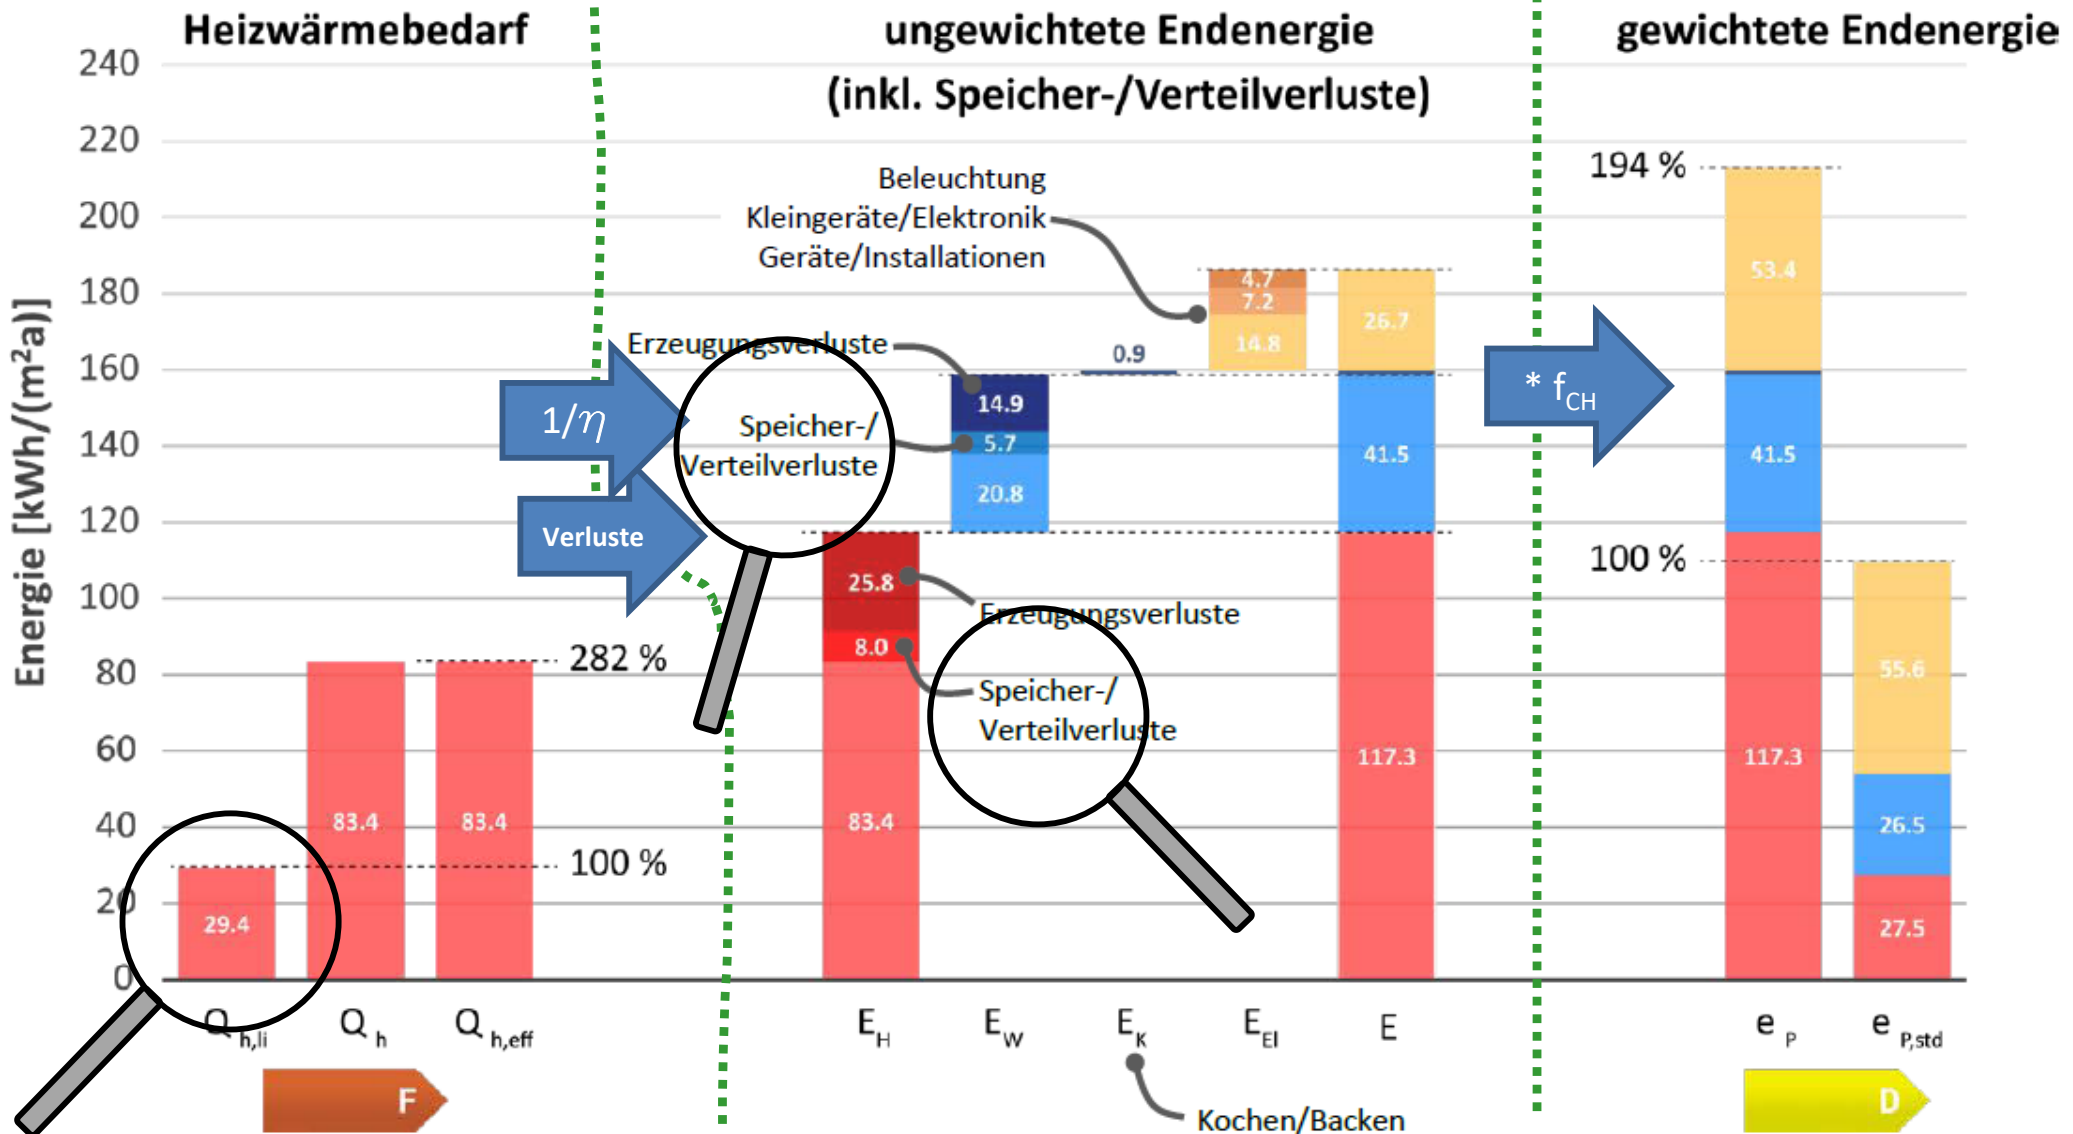 Heizwärmebedarf
ungewichtete Endenergie
(inkl. Speicher-/Verteilverluste)
gewichtete Endenergie
Energie [kWh/(m²a)]
240
220
200
180
160
140
120
100
80
60
40
20
0
29.4
83.4
83.4
282 %
100 %
Q h,li
Q h
Q h,eff
F
1/η
Verluste
Beleuchtung
Kleingeräte/Elektronik
Geräte/Installationen
Erzeugungsverluste
Speicher-/
Verteilverluste
25.8
8.0
83.4
Erzeugungsverluste
Speicher-/
Verteilverluste
14.9
5.7
20.8
0.9
4.7
7.2
14.8
26.7
41.5
117.3
E H
E W
E K
E El
E
Kochen/Backen
* f CH
194 %
100 %
53.4
41.5
117.3
55.6
26.5
27.5
e P
e P,std
D